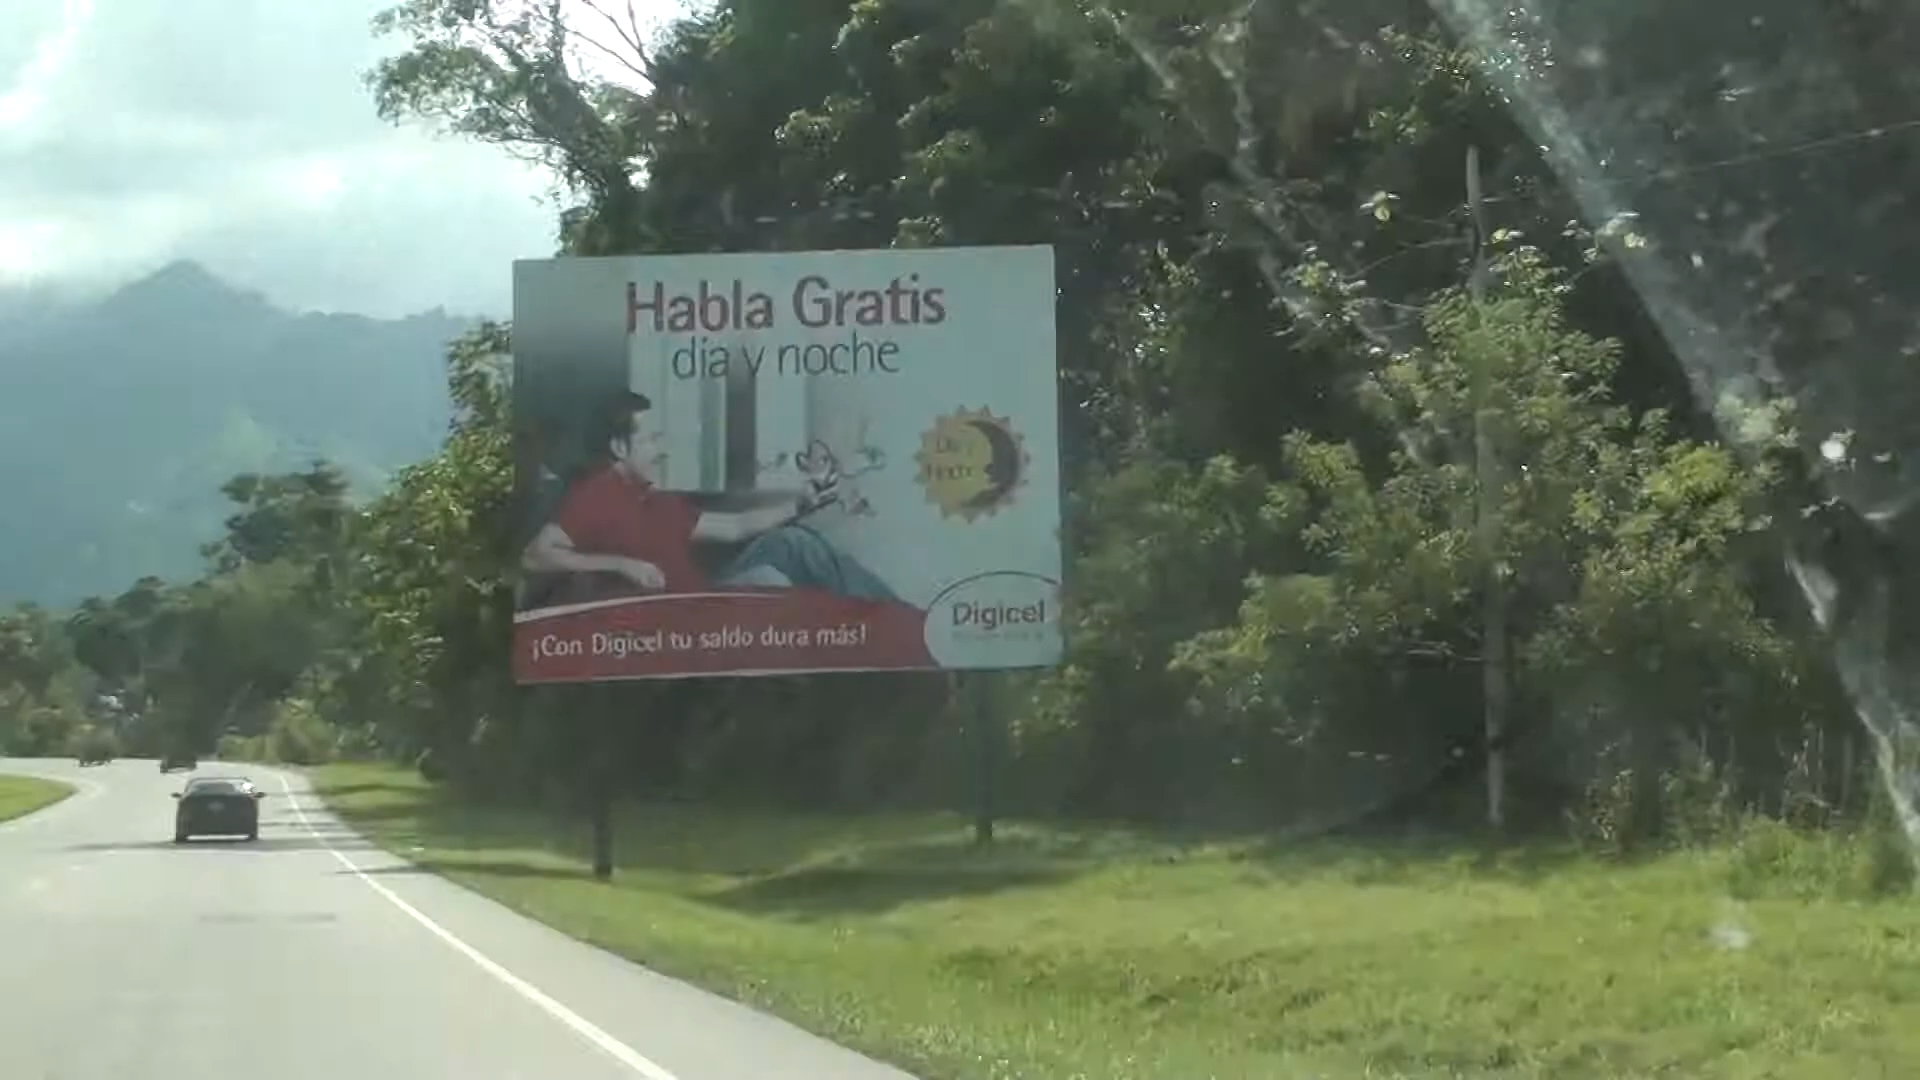 Habla Gratis
día y noche
¡Con Digicel tu saldo dura más!
Digicel